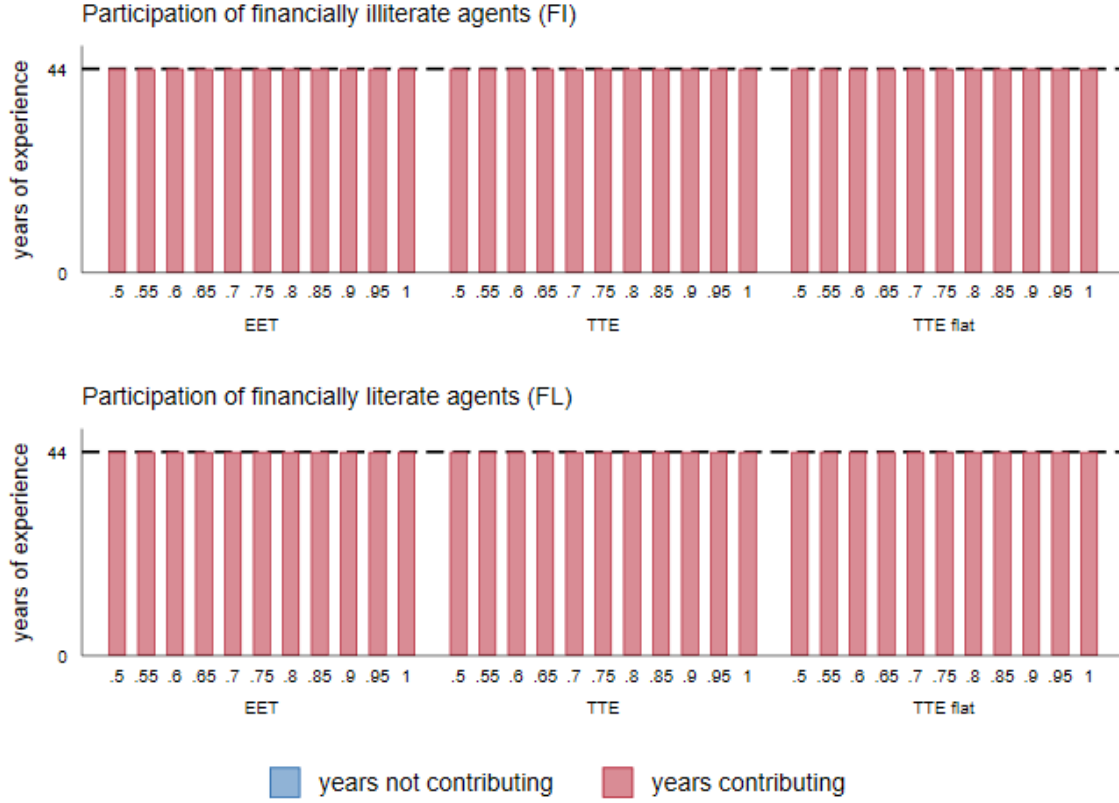 Participation of financially illiterate agents (FI)
years of experience
44
0
.5 .55 .6 .65 .7 .75 .8 .85 .9 .95 1 .5 .55 .6 .65 .7 .75 .8 .85 .9 .95 1 .5 .55 .6 .65 .7 .75 .8 .85 .9 .95 1
EET TTE TTE flat
Participation of financially literate agents (FL)
years of experience
44
0
.5 .55 .6 .65 .7 .75 .8 .85 .9 .95 1 .5 .55 .6 .65 .7 .75 .8 .85 .9 .95 1 .5 .55 .6 .65 .7 .75 .8 .85 .9 .95 1
EET TTE TTE flat
years not contributing years contributing